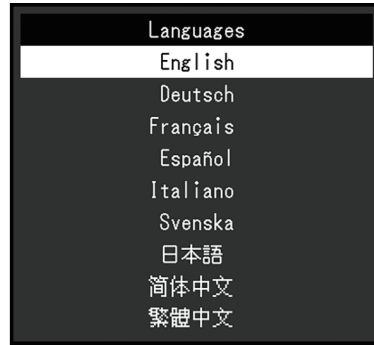 Languages
English
Deutsch
Français
Español
Italiano
Svenska
日本語
简体中文
繁體中文